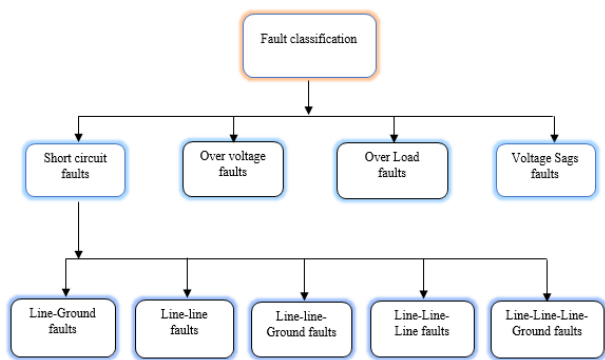 Fault classification
Short circuit
faults
Over voltage
faults
Over Load
faults
Voltage Sags
faults
Line-Ground
faults
Line-line
faults
Line-line-
Ground faults
Line-Line-
Line faults
Line-Line-Line-
Ground faults